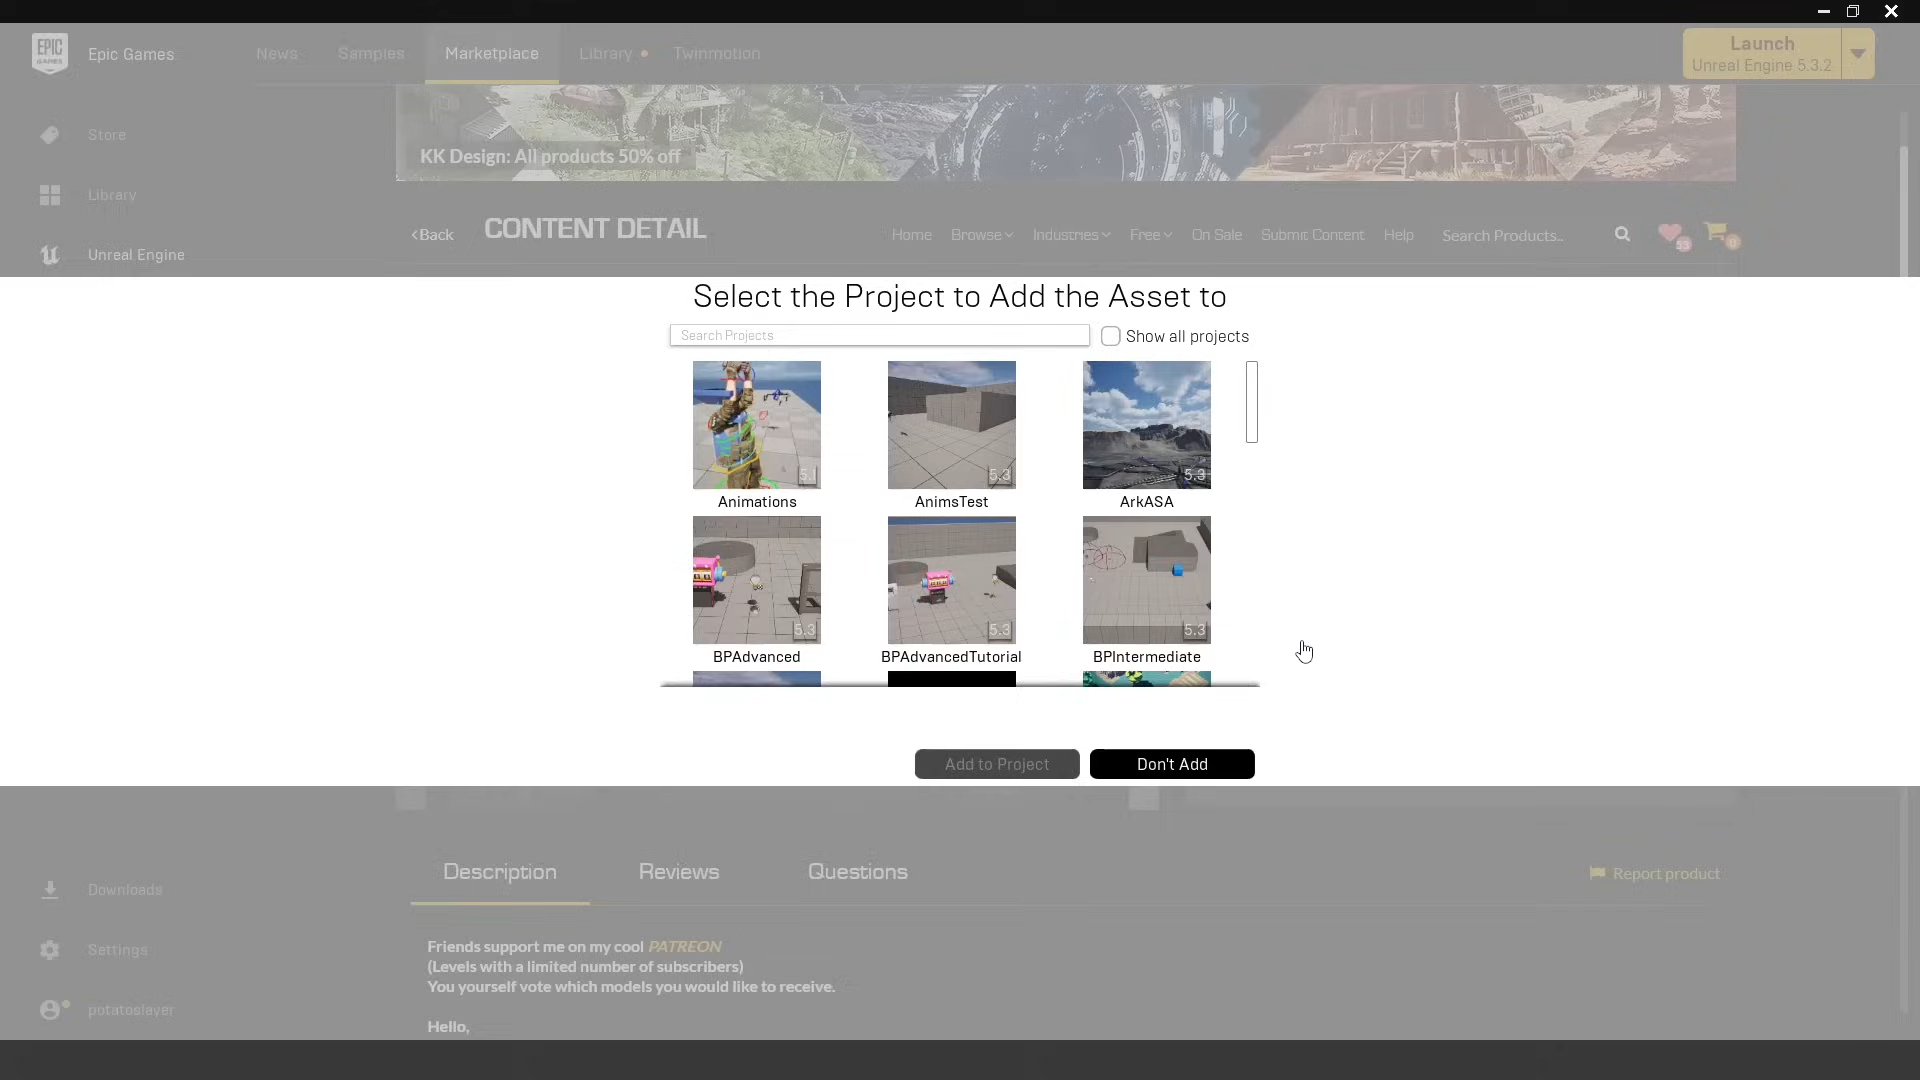 EPIC GAMES
Epic Games
News
Samples
Marketplace
Library
Twinmotion
Launch
Unreal Engine 5.3.2
Store
Library
Unreal Engine
KK Design: All products 50% off
Back
CONTENT DETAIL
Home
Browse
Industries
Free
On Sale
Submit Content
Help
Search Products..
53
0
Select the Project to Add the Asset to
Search Projects
Show all projects
5.1
5.3
5.3
Animations
AnimsTest
ArkASA
5.3
5.3
5.3
BPAdvanced
BPAdvancedTutorial
BPIntermediate
Add to Project
Don't Add
Description
Reviews
Questions
Report product
Downloads
Settings
potatoslayer
Friends support me on my cool PATREON
(Levels with a limited number of subscribers)
You yourself vote which models you would like to receive.
Hello,